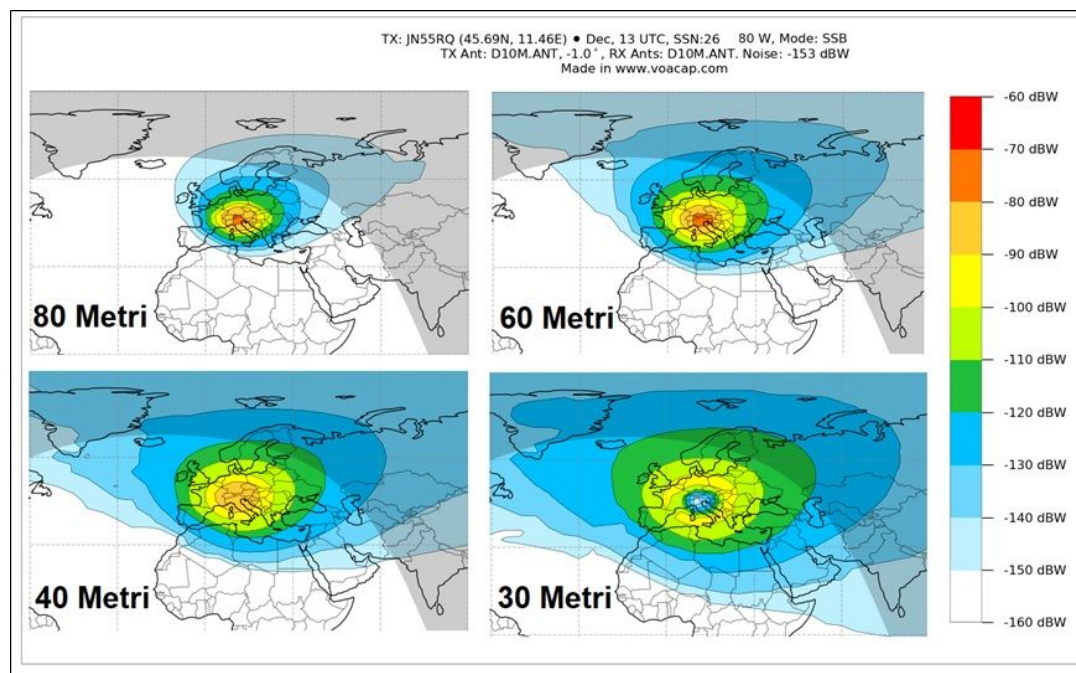 TX: JN55RQ (45.69N, 11.46E) • Dec, 13 UTC, SSN:26 80 W, Mode: SSB
TX Ant: D10M.ANT, -1.0°, RX Ants: D10M.ANT. Noise: -153 dBW
Made in www.voacap.com
80 Metri
60 Metri
40 Metri
30 Metri
-60 dBW
-70 dBW
-80 dBW
-90 dBW
-100 dBW
-110 dBW
-120 dBW
-130 dBW
-140 dBW
-150 dBW
-160 dBW